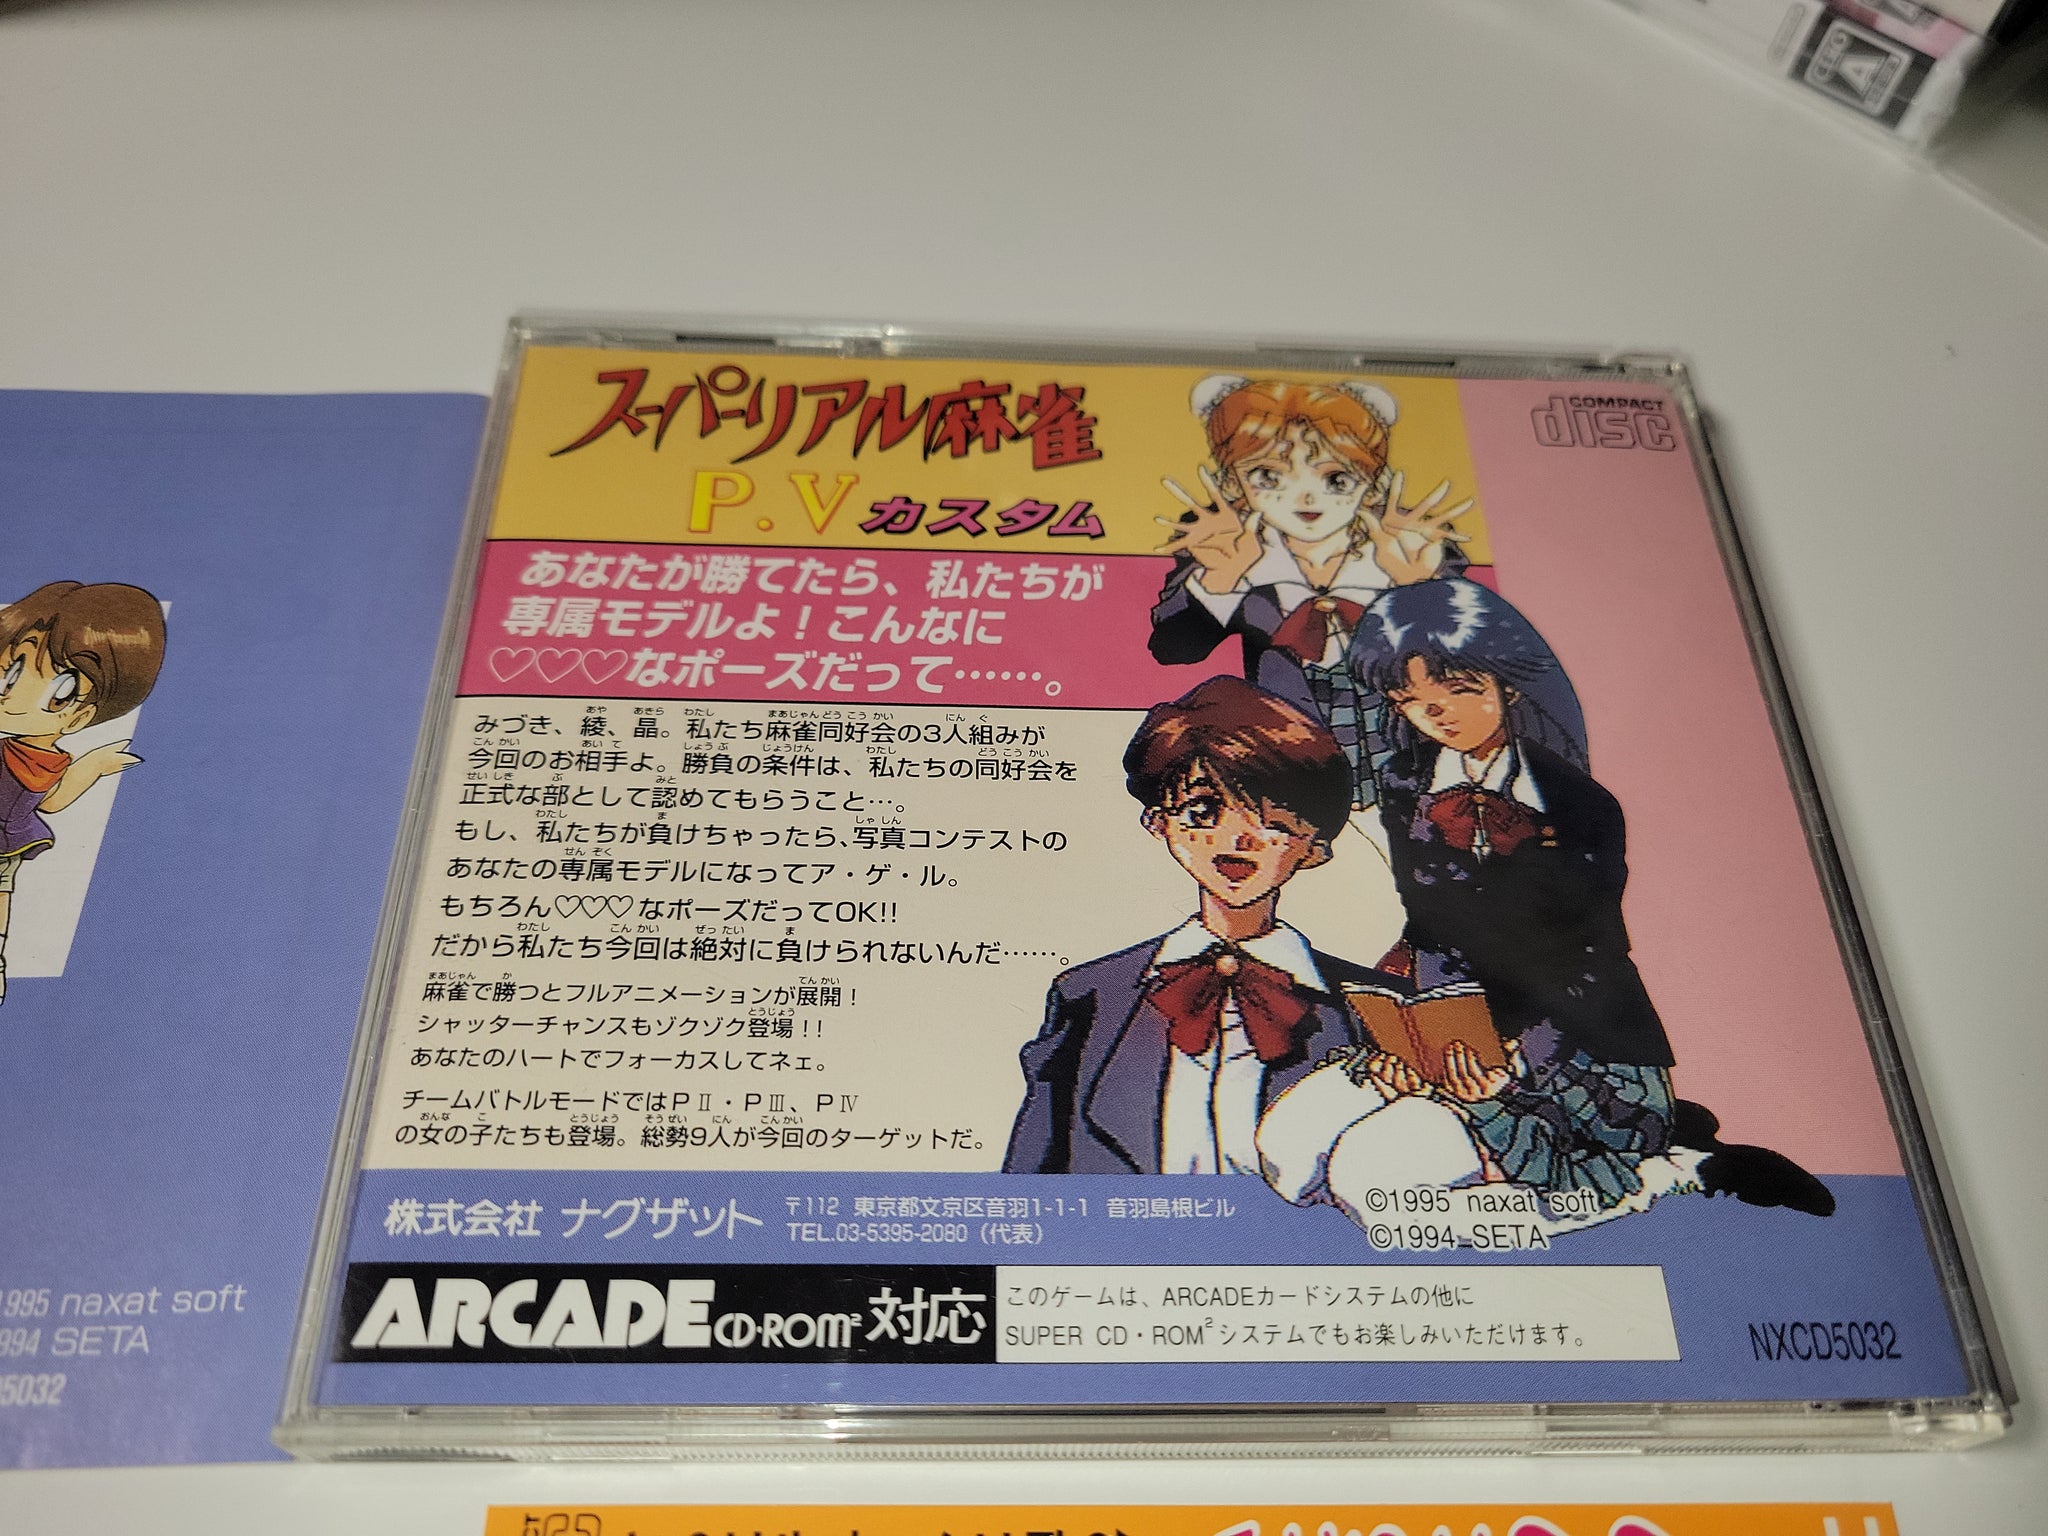 スーパーリアル麻雀
P.V カスタム
COMPACT
disc
あなたが勝てたら、私たちが
専属モデルよ！こんなに
♡♡♡なポーズだって……。
みづき、綾、晶。私たち麻雀同好会の3人組みが
今回のお相手よ。勝負の条件は、私たちの同好会を
正式な部として認めてもらうこと…。
もし、私たちが負けちゃったら、写真コンテストの
あなたの専属モデルになってア・ゲ・ル。
もちろん♡♡♡なポーズだってOK!!
だから私たち今回は絶対に負けられないんだ……。
麻雀で勝つとフルアニメーションが展開！
シャッターチャンスもゾクゾク登場！！
あなたのハートでフォーカスしてネェ。
チームバトルモードではPⅡ・PⅢ、PⅣ
の女の子たちも登場。総勢9人が今回のターゲットだ。
株式会社 ナグザット
〒112 東京都文京区音羽1-1-1 音羽島根ビル
TEL.03-5395-2080（代表）
©1995 naxat soft
©1994 SETA
ARCADE CD・ROM² 対応
このゲームは、ARCADEカードシステムの他に
SUPER CD・ROM²システムでもお楽しみいただけます。
NXCD5032
1995 naxat soft
994 SETA
5032
A